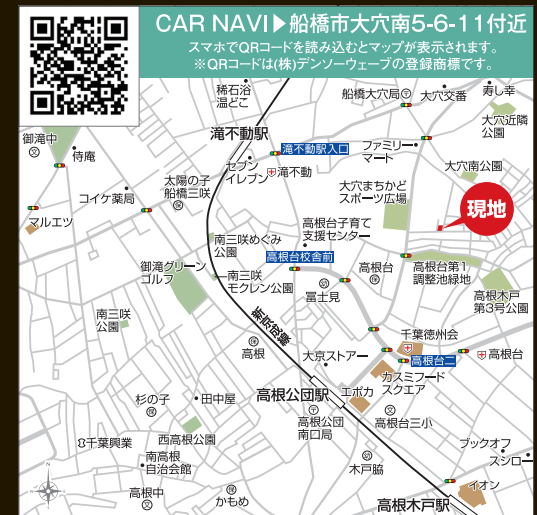 CAR NAVI▶船橋市大穴南5-6-11付近
スマホでQRコードを読み込むとマップが表示されます。
※QRコードは(株)デンソーウェーブの登録商標です。
稀石浴
温どこ
船橋大穴局
大穴交番
寿し幸
大穴近隣
公園
御滝中
侍庵
滝不動駅
滝不動駅入口
ファミリー
マート
セブン
イレブン
滝不動
大穴南公園
太陽の子
船橋三咲
コイケ薬局
大穴まちかど
スポーツ広場
現地
マルエツ
高根台子育て
支援センター
南三咲めぐみ
公園
高根台校舎前
御滝グリーン
ゴルフ
高根台
高根台第1
調整池緑地
南三咲
モクレン公園
冨士見
高根木戸
第3号公園
南三咲
公園
新京成線
千葉徳州会
高根
大京ストアー
高根台二
高根台
カスミフード
スクエア
高根公団駅
エポカ
杉の子
田中屋
高根公団
南口局
高根台三小
千葉興業
西高根公園
ブックオフ
スシロー
南高根
自治会館
木戸脇
イオン
高根中
かもめ
高根木戸駅